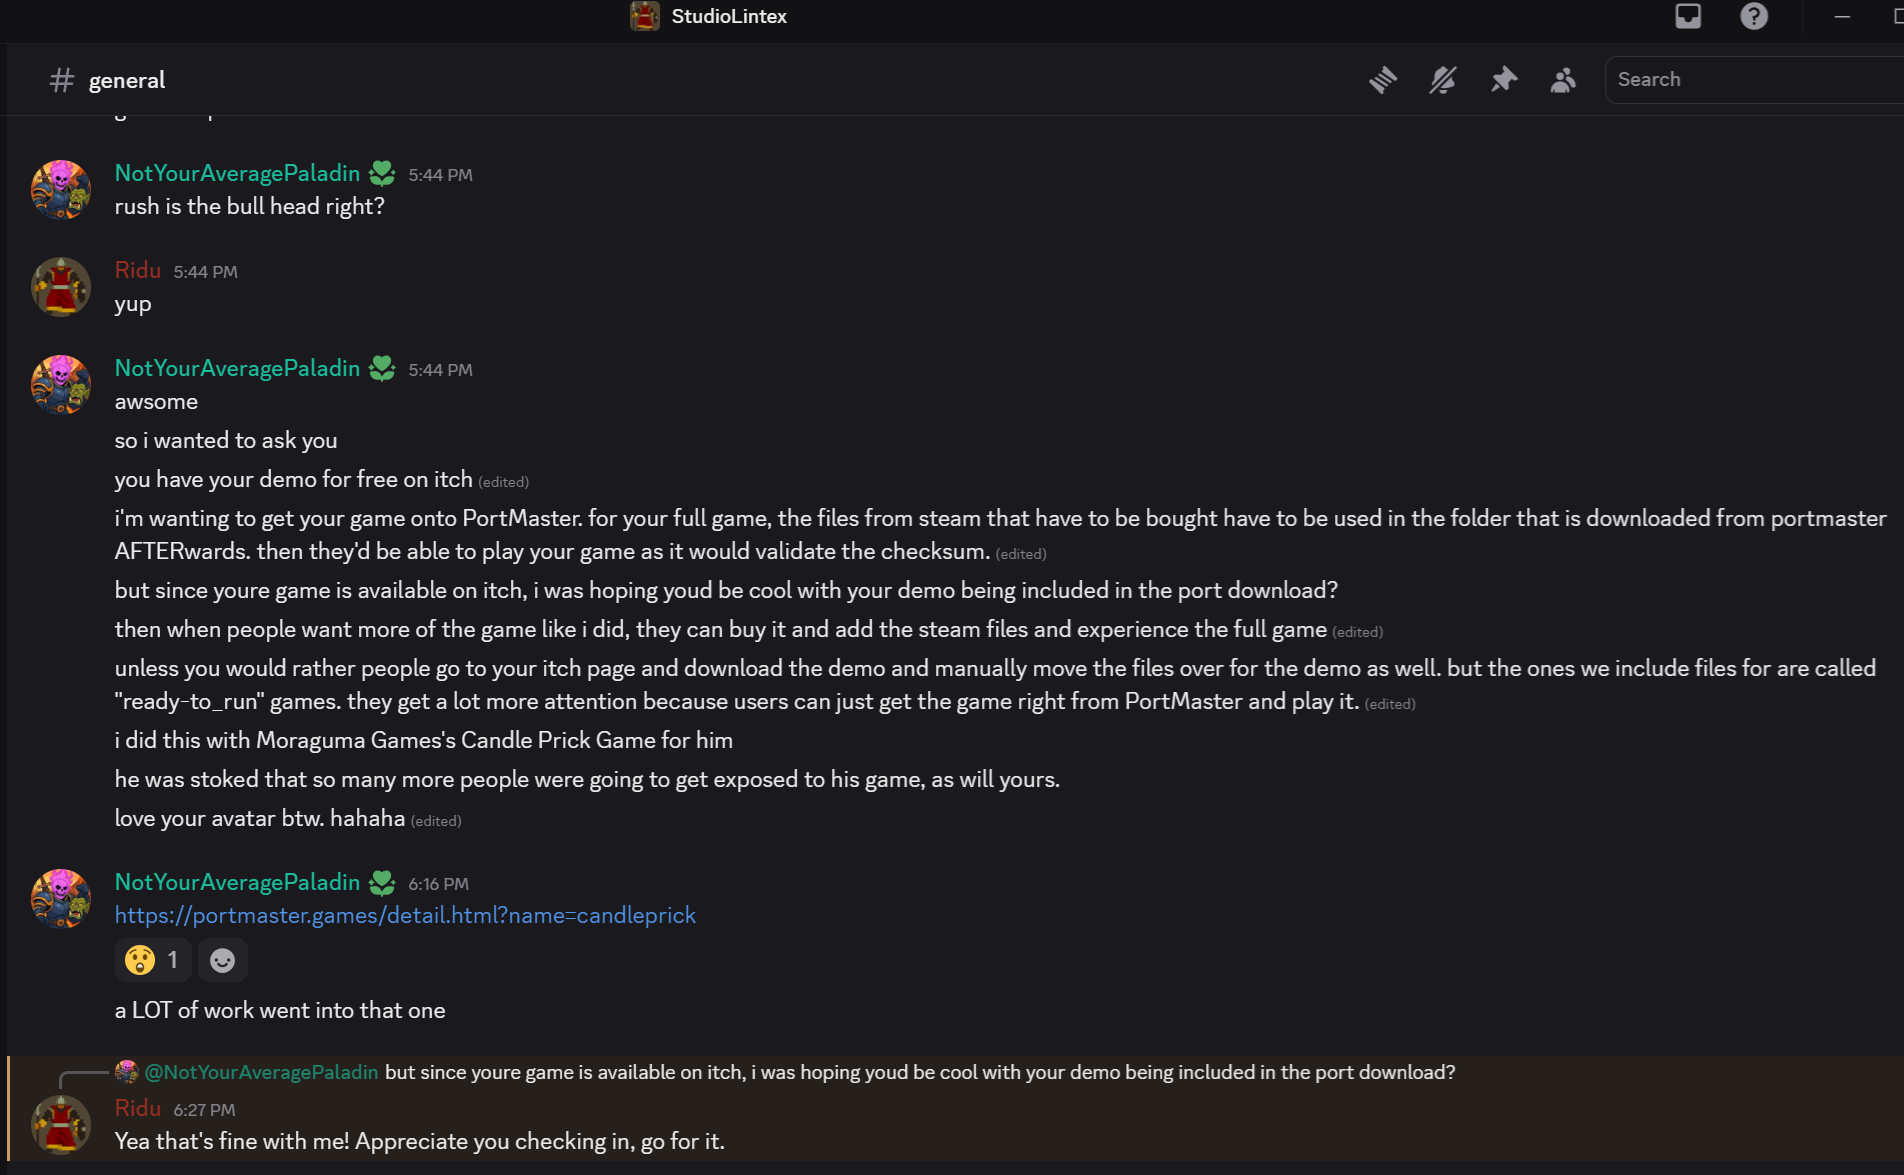 StudioLintex
general
Search
NotYourAveragePaladin 5:44 PM
rush is the bull head right?
Ridu 5:44 PM
yup
NotYourAveragePaladin 5:44 PM
awsome
so i wanted to ask you
you have your demo for free on itch (edited)
i'm wanting to get your game onto PortMaster. for your full game, the files from steam that have to be bought have to be used in the folder that is downloaded from portmaster
AFTERwards. then they'd be able to play your game as it would validate the checksum. (edited)
but since youre game is available on itch, i was hoping youd be cool with your demo being included in the port download?
then when people want more of the game like i did, they can buy it and add the steam files and experience the full game (edited)
unless you would rather people go to your itch page and download the demo and manually move the files over for the demo as well. but the ones we include files for are called
"ready-to_run" games. they get a lot more attention because users can just get the game right from PortMaster and play it. (edited)
i did this with Moraguma Games's Candle Prick Game for him
he was stoked that so many more people were going to get exposed to his game, as will yours.
love your avatar btw. hahaha (edited)
NotYourAveragePaladin 6:16 PM
https://portmaster.games/detail.html?name=candleprick
1
a LOT of work went into that one
@NotYourAveragePaladin but since youre game is available on itch, i was hoping youd be cool with your demo being included in the port download?
Ridu 6:27 PM
Yea that's fine with me! Appreciate you checking in, go for it.